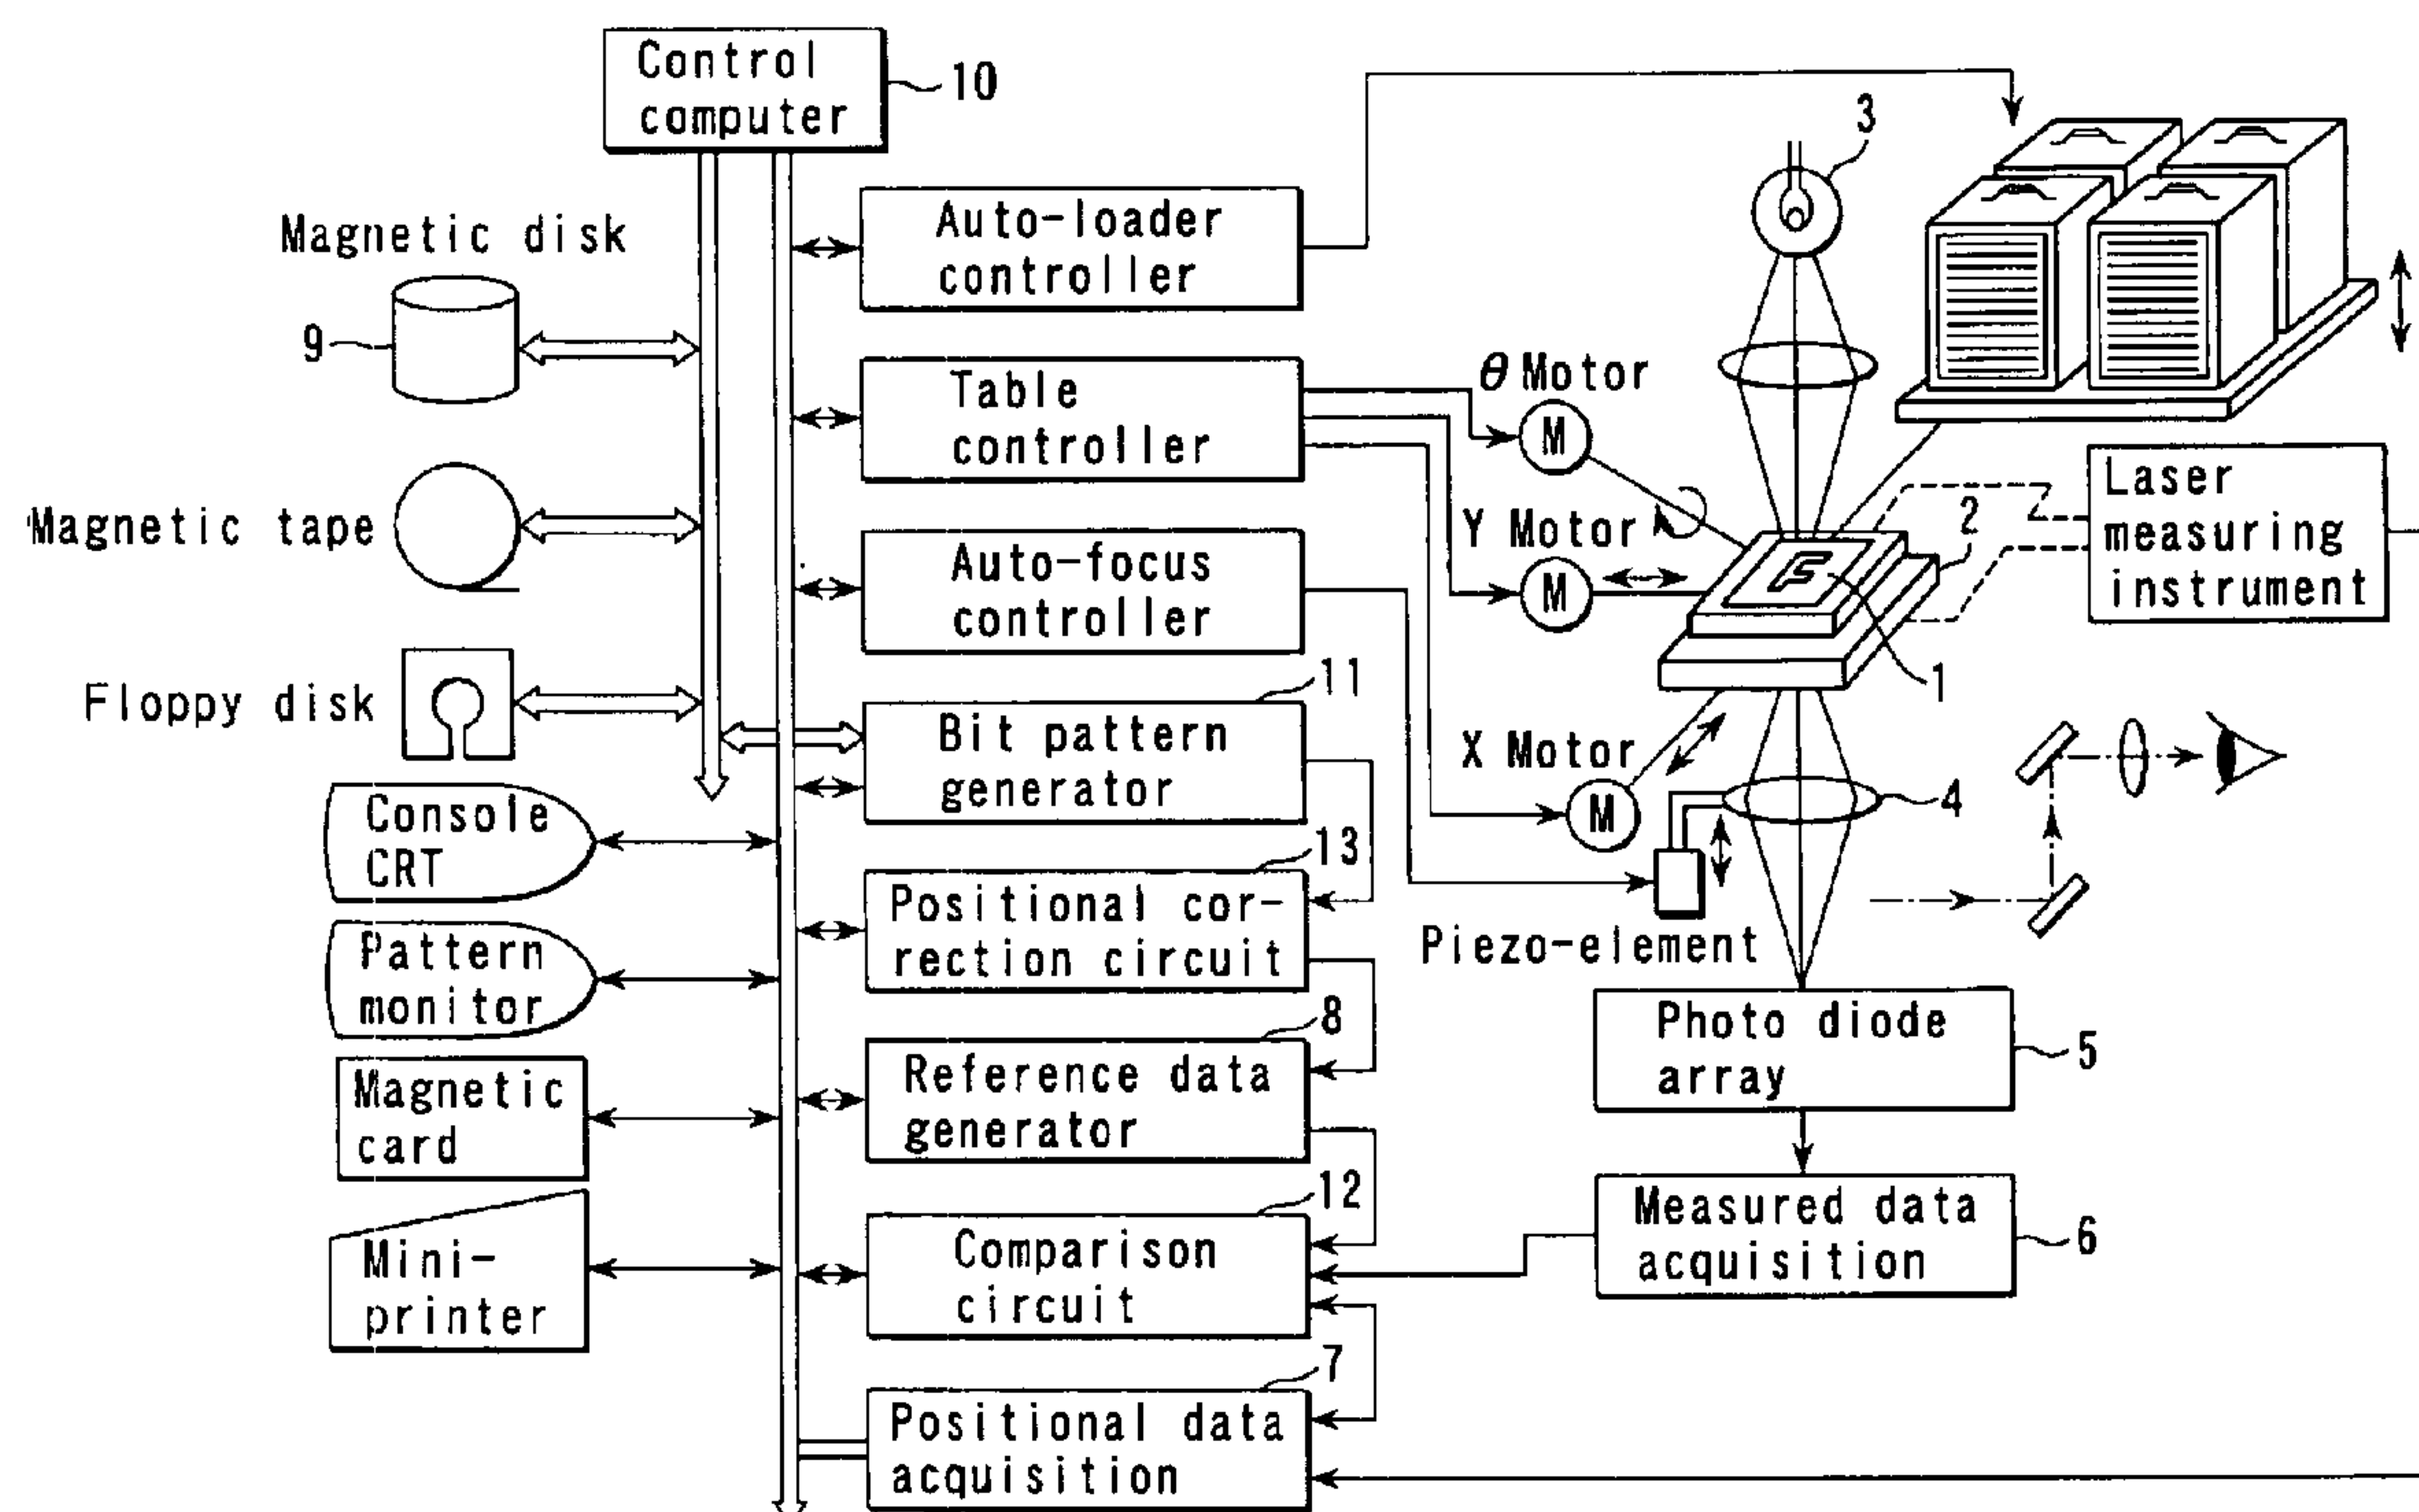 Control
computer
10
3
Magnetic disk
9
Auto-loader
controller
θ Motor
M
Table
controller
Magnetic tape
Y Motor
M
Laser
measuring
instrument
2
F
1
Auto-focus
controller
Floppy disk
11
Bit pattern
generator
X Motor
M
4
Console
CRT
13
Positional cor-
rection circuit
Piezo-element
Pattern
monitor
8
Photo diode
array
5
Magnetic
card
Reference data
generator
12
Measured data
acquisition
6
Mini-
printer
Comparison
circuit
7
Positional data
acquisition